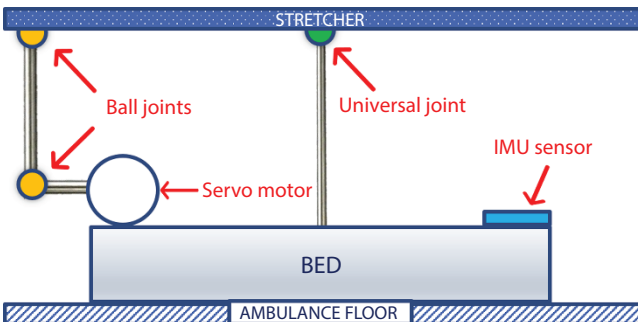 STRETCHER
Ball joints
Universal joint
IMU sensor
Servo motor
BED
AMBULANCE FLOOR